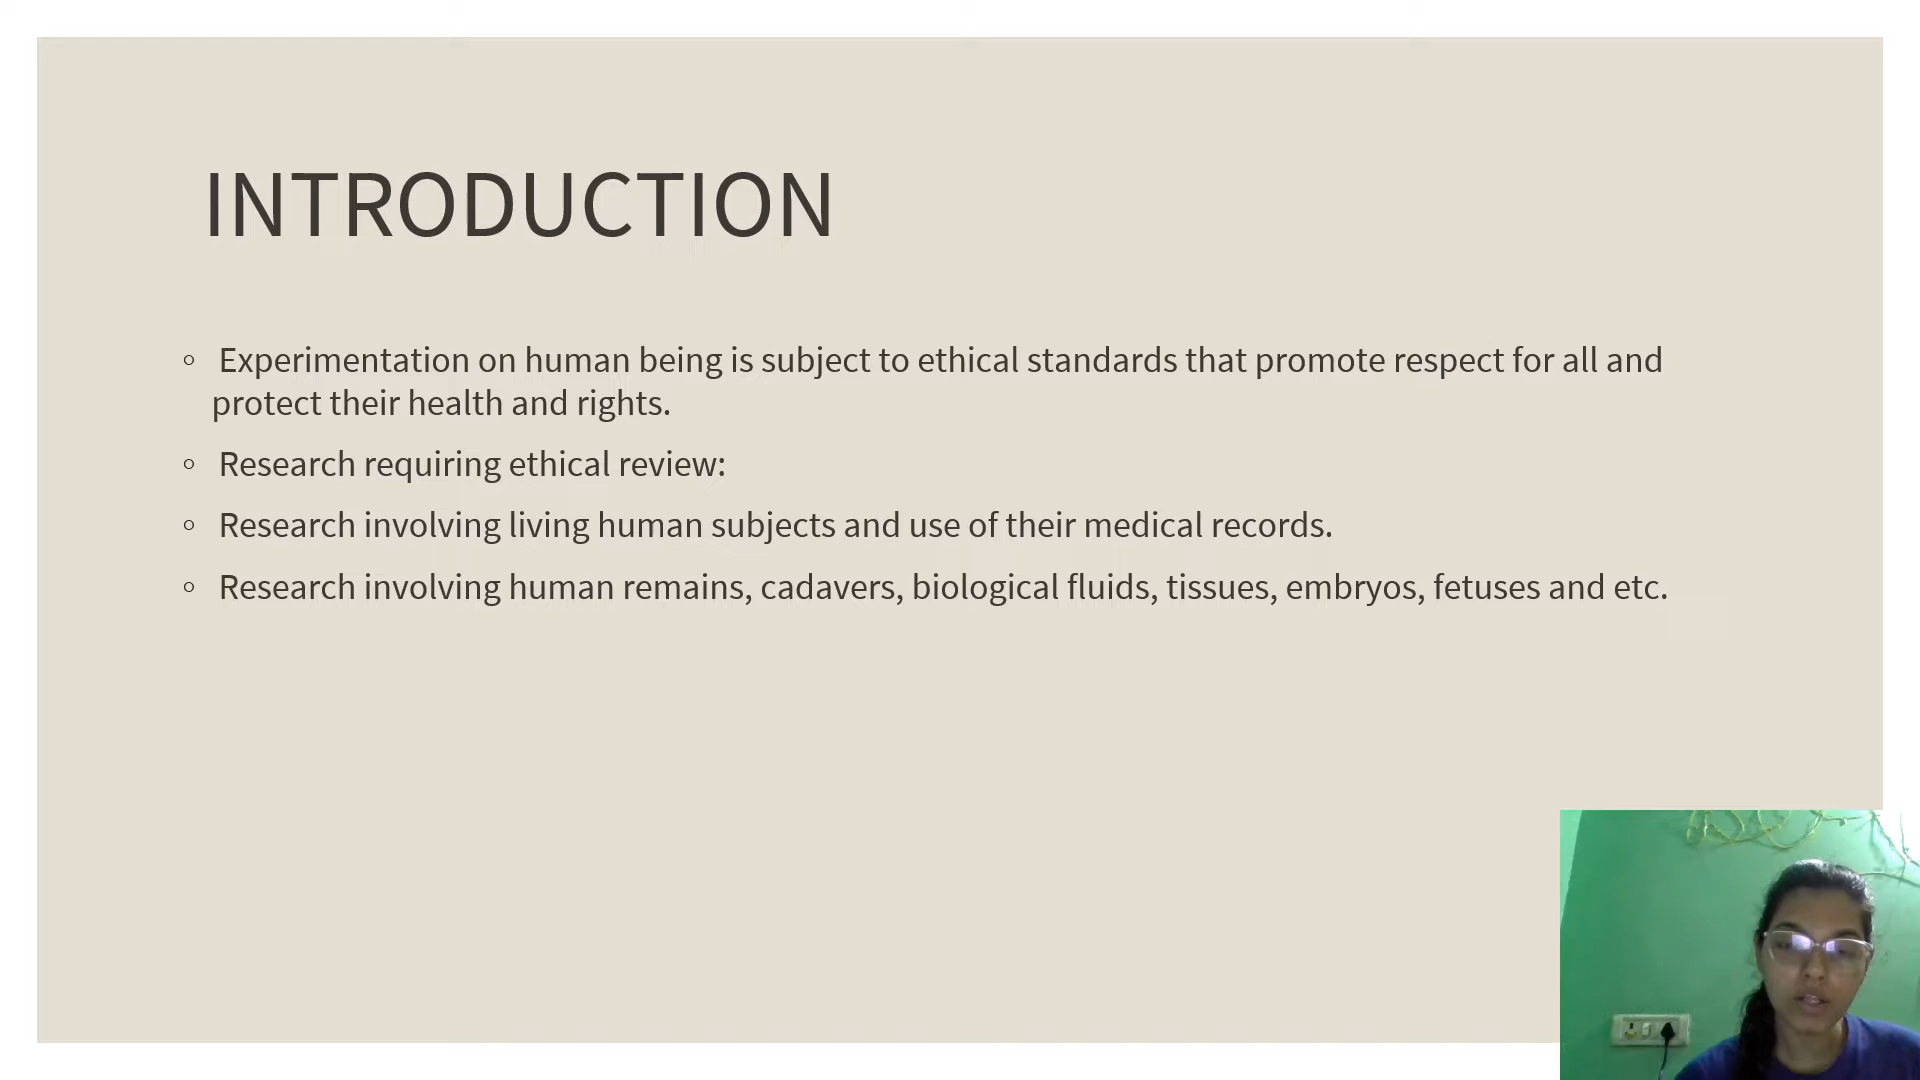 INTRODUCTION
◦ Experimentation on human being is subject to ethical standards that promote respect for all and
protect their health and rights.
◦ Research requiring ethical review:
◦ Research involving living human subjects and use of their medical records.
◦ Research involving human remains, cadavers, biological fluids, tissues, embryos, fetuses and etc.